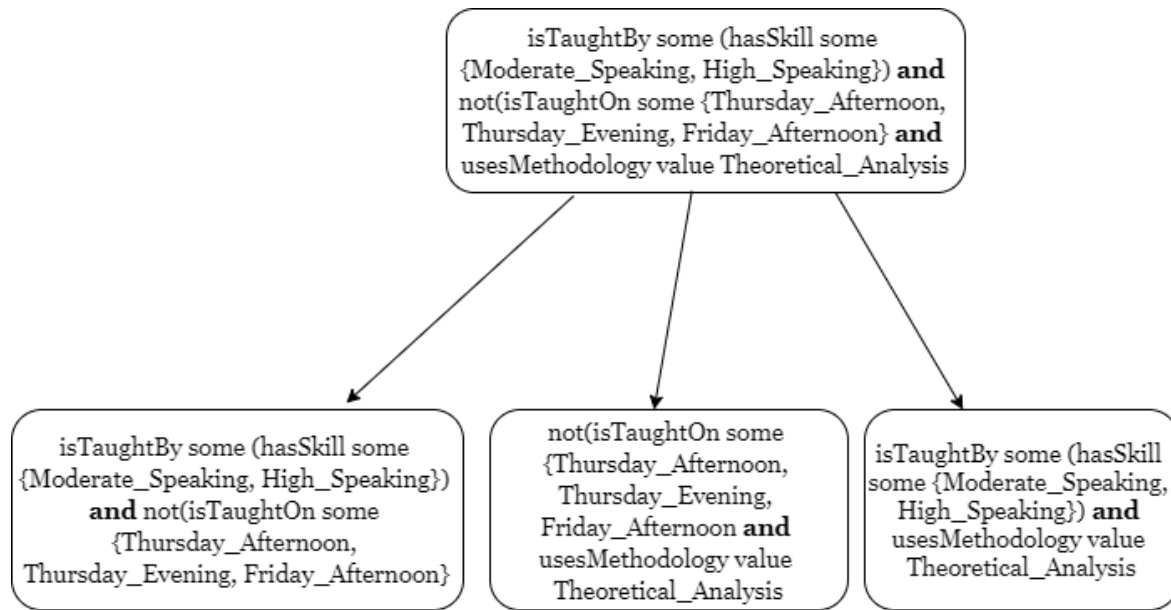 isTaughtBy some (hasSkill some
{Moderate_Speaking, High_Speaking}) and
not(isTaughtOn some {Thursday_Afternoon,
Thursday_Evening, Friday_Afternoon} and
usesMethodology value Theoretical_Analysis
isTaughtBy some (hasSkill some
{Moderate_Speaking, High_Speaking})
and not(isTaughtOn some
{Thursday_Afternoon,
Thursday_Evening, Friday_Afternoon}
not(isTaughtOn some
{Thursday_Afternoon,
Thursday_Evening,
Friday_Afternoon and
usesMethodology value
Theoretical_Analysis
isTaughtBy some (hasSkill
some {Moderate_Speaking,
High_Speaking}) and
usesMethodology value
Theoretical_Analysis